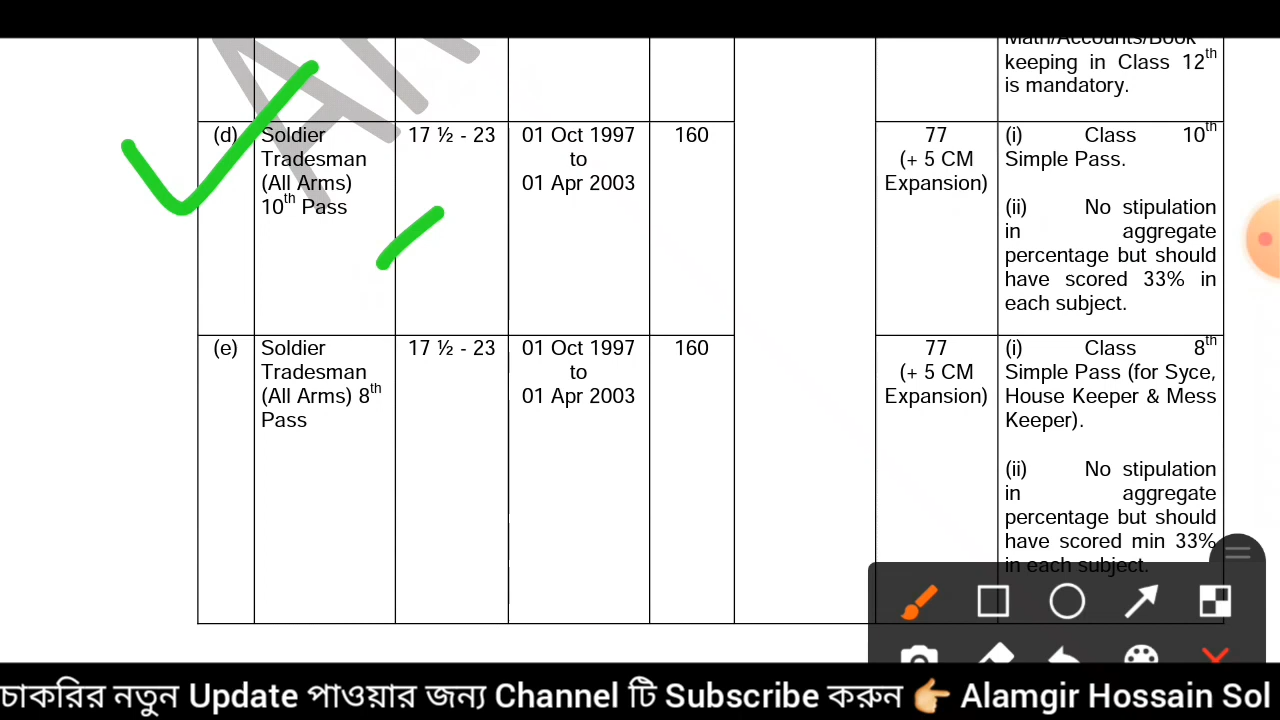 Math/Accounts/Book
keeping in Class 12th
is mandatory.
(d)
Soldier
Tradesman
(All Arms)
10th Pass
17 ½ - 23
01 Oct 1997
to
01 Apr 2003
160
77
(+ 5 CM
Expansion)
(i) Class 10th
Simple Pass.
(ii) No stipulation
in aggregate
percentage but should
have scored 33% in
each subject.
(e)
Soldier
Tradesman
(All Arms) 8th
Pass
17 ½ - 23
01 Oct 1997
to
01 Apr 2003
160
77
(+ 5 CM
Expansion)
(i) Class 8th
Simple Pass (for Syce,
House Keeper & Mess
Keeper).
(ii) No stipulation
in aggregate
percentage but should
have scored min 33%
in each subject.
চাকরির নতুন Update পাওয়ার জন্য Channel টি Subscribe করুন 👉 Alamgir Hossain Sol